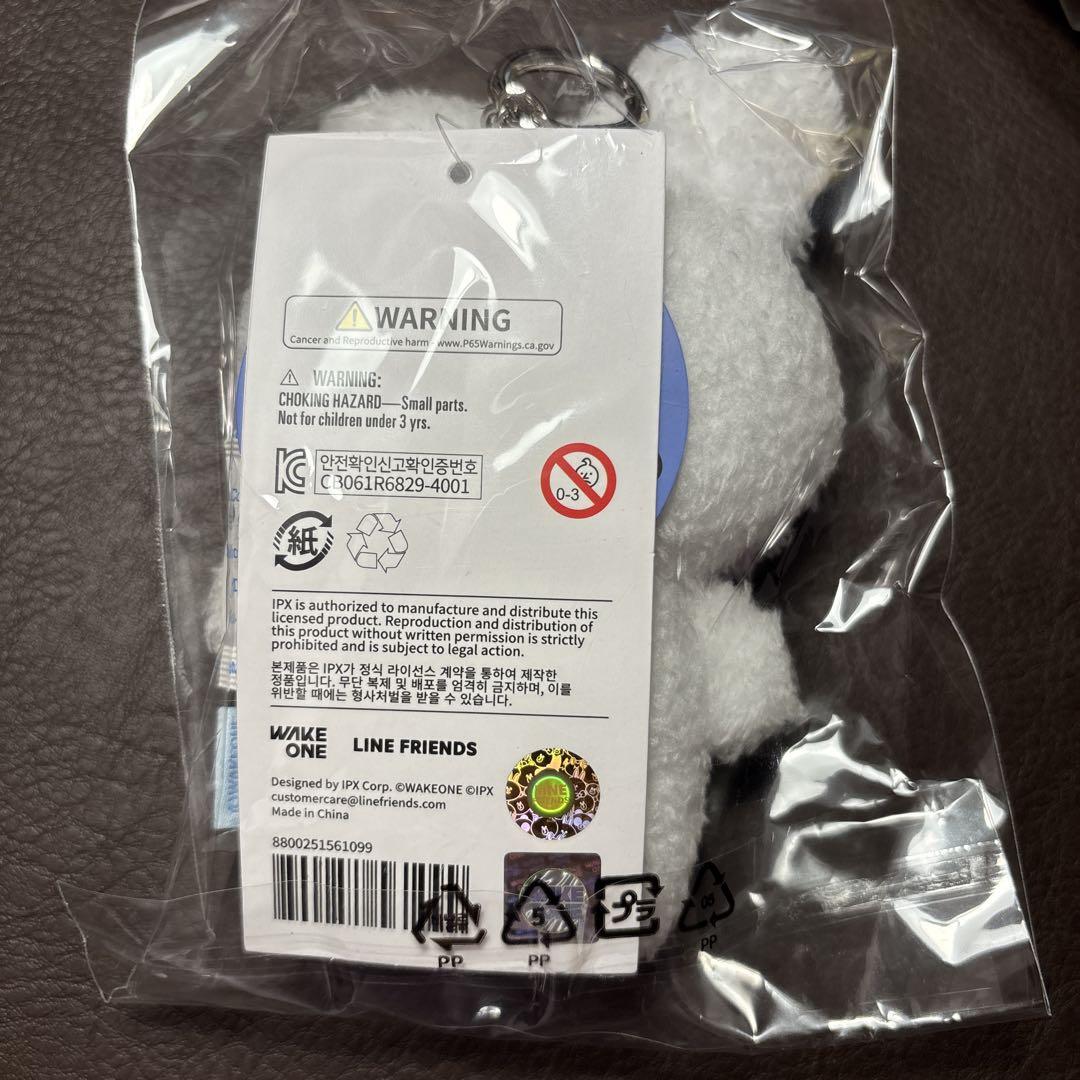 WARNING
Cancer and Reproductive harm - www.P65Warnings.ca.gov
WARNING:
CHOKING HAZARD—Small parts.
Not for children under 3 yrs.
안전확인신고확인증번호
CB061R6829-4001
0-3
紙
IPX is authorized to manufacture and distribute this
licensed product. Reproduction and distribution of
this product without written permission is strictly
prohibited and is subject to legal action.
본제품은 IPX가 정식 라이선스 계약을 통하여 제작한
정품입니다. 무단 복제 및 배포를 엄격히 금지하며, 이를
위반할 때에는 형사처벌을 받을 수 있습니다.
WAKE
ONE
LINE FRIENDS
LINE
FRIENDS
Designed by IPX Corp. ©WAKEONE ©IPX
customercare@linefriends.com
Made in China
8800251561099
WAKE
5
プラ
05
PP
PP
PP